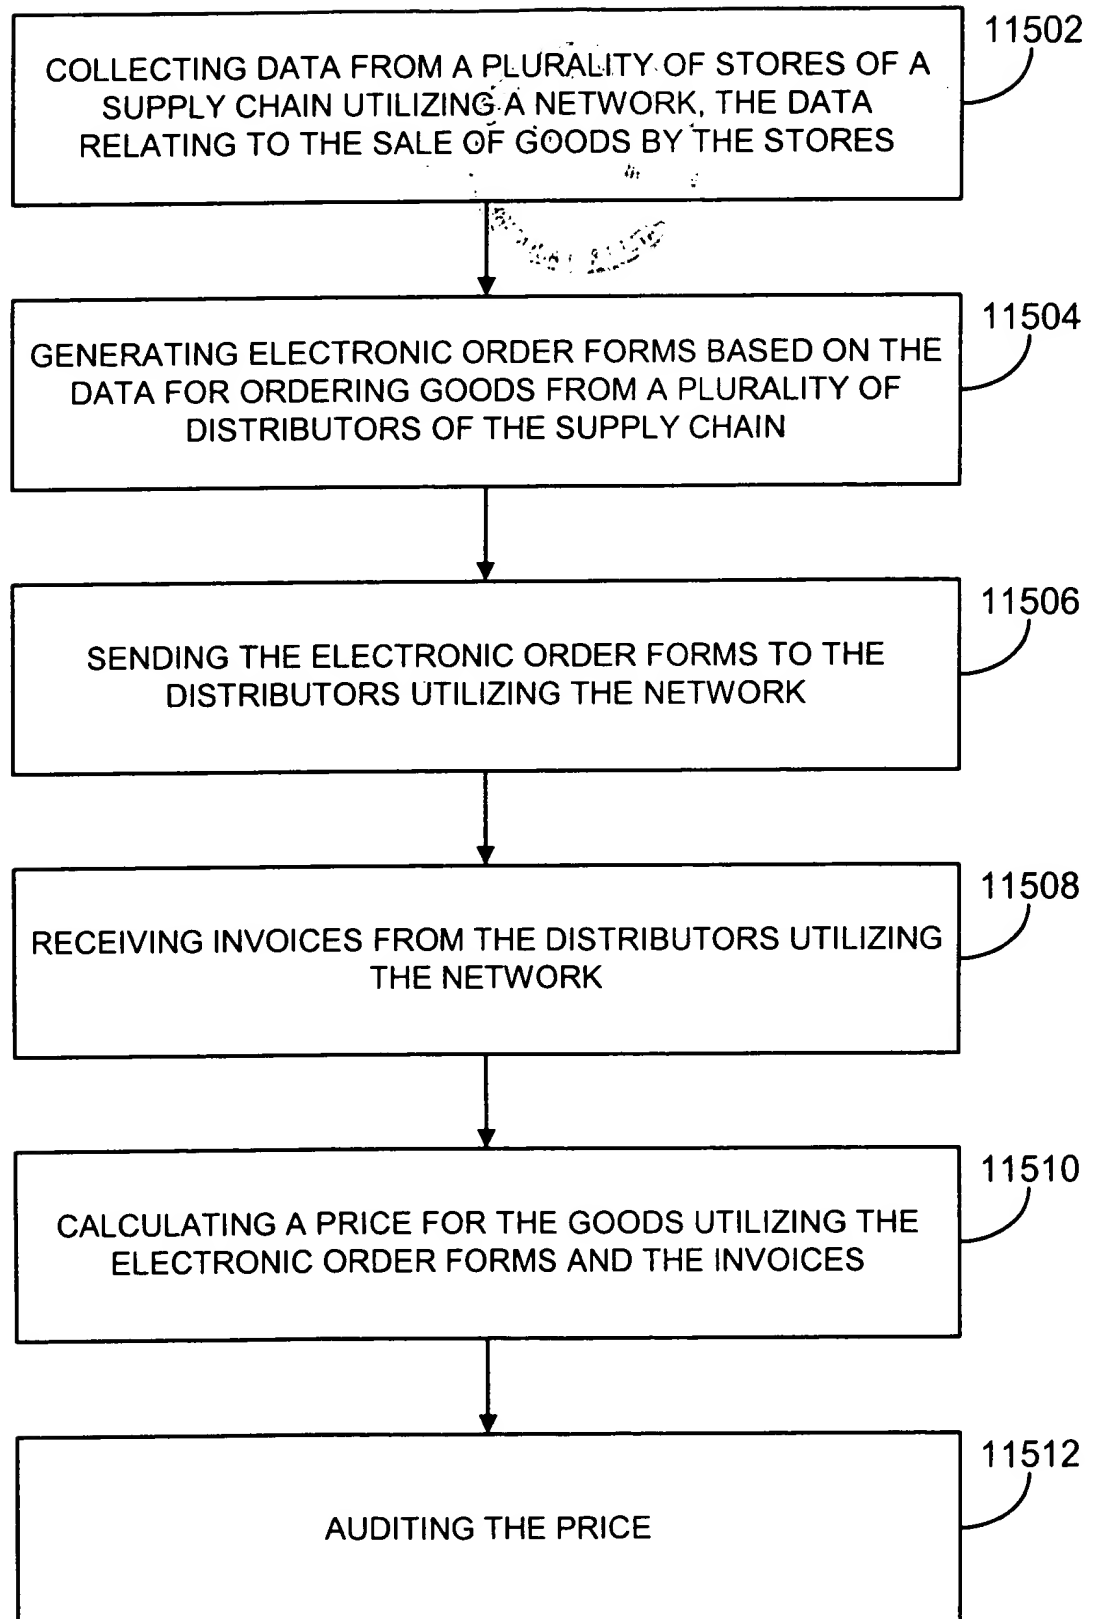 11502
COLLECTING DATA FROM A PLURALITY OF STORES OF A
SUPPLY CHAIN UTILIZING A NETWORK, THE DATA
RELATING TO THE SALE OF GOODS BY THE STORES
11504
GENERATING ELECTRONIC ORDER FORMS BASED ON THE
DATA FOR ORDERING GOODS FROM A PLURALITY OF
DISTRIBUTORS OF THE SUPPLY CHAIN
11506
SENDING THE ELECTRONIC ORDER FORMS TO THE
DISTRIBUTORS UTILIZING THE NETWORK
11508
RECEIVING INVOICES FROM THE DISTRIBUTORS UTILIZING
THE NETWORK
11510
CALCULATING A PRICE FOR THE GOODS UTILIZING THE
ELECTRONIC ORDER FORMS AND THE INVOICES
11512
AUDITING THE PRICE